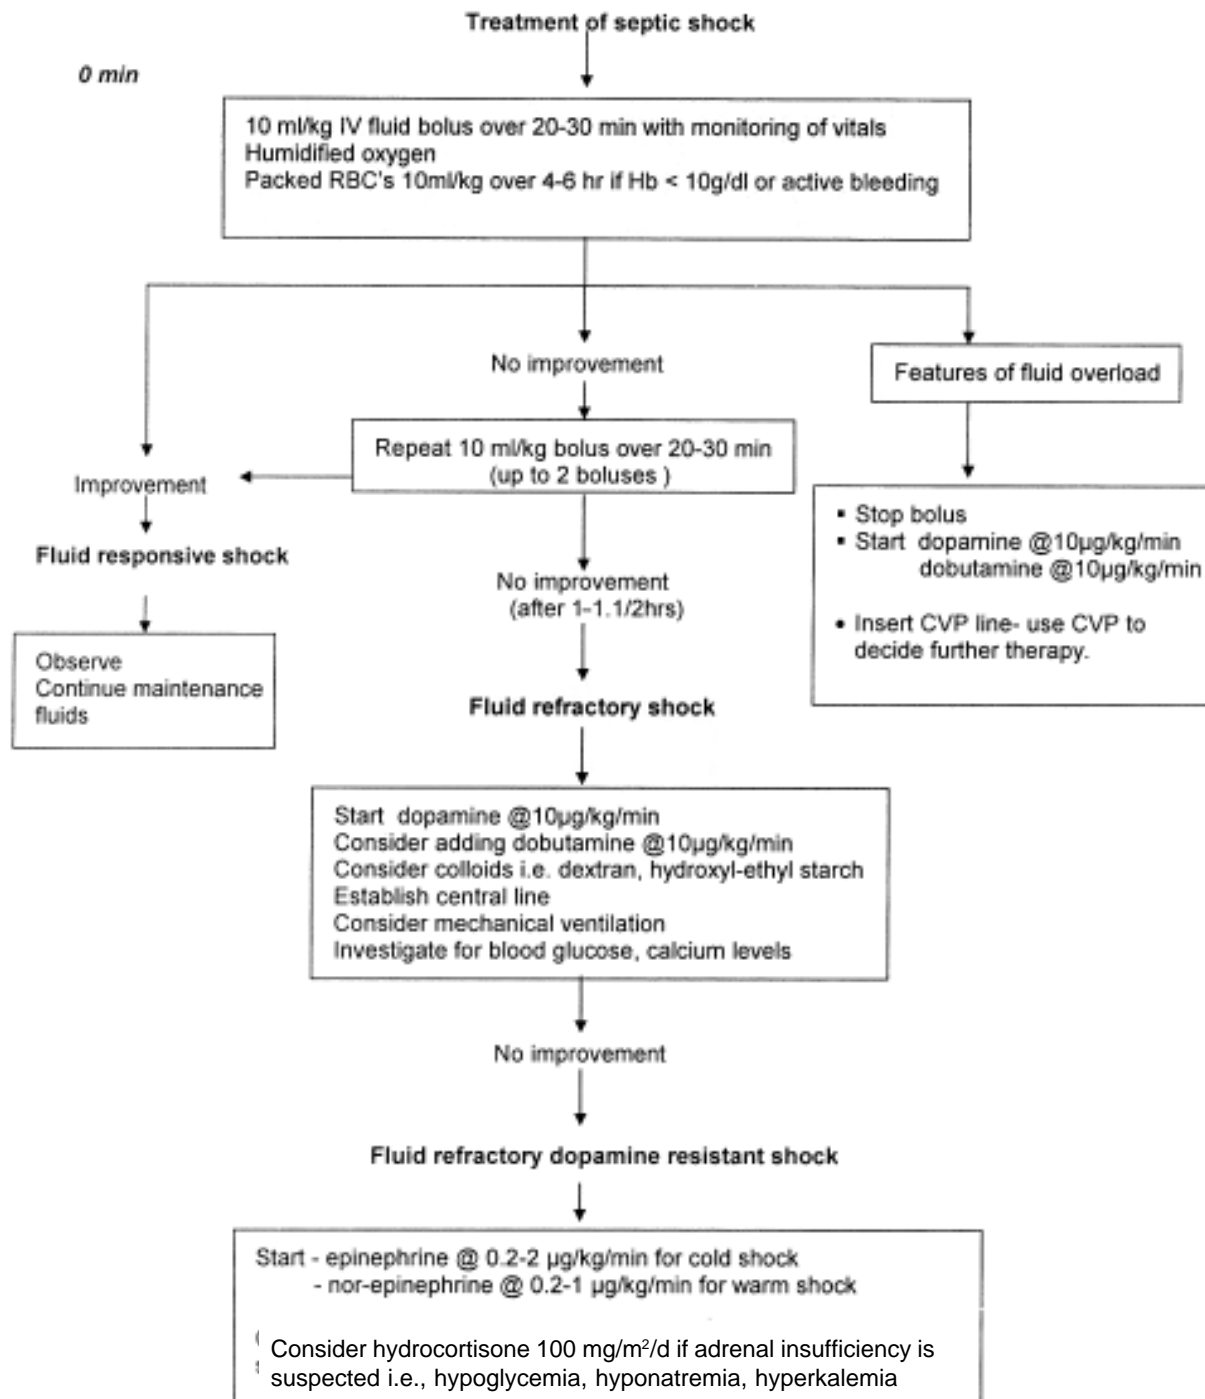 Treatment of septic shock
0 min
10 ml/kg IV fluid bolus over 20-30 min with monitoring of vitals
Humidified oxygen
Packed RBC's 10ml/kg over 4-6 hr if Hb < 10g/dl or active bleeding
No improvement
Features of fluid overload
Repeat 10 ml/kg bolus over 20-30 min
(up to 2 boluses )
Improvement
Fluid responsive shock
Observe
Continue maintenance
fluids
▪ Stop bolus
▪ Start dopamine @10µg/kg/min
dobutamine @10µg/kg/min
• Insert CVP line- use CVP to
decide further therapy.
No improvement
(after 1-1.1/2hrs)
Fluid refractory shock
Start dopamine @10µg/kg/min
Consider adding dobutamine @10µg/kg/min
Consider colloids i.e. dextran, hydroxyl-ethyl starch
Establish central line
Consider mechanical ventilation
Investigate for blood glucose, calcium levels
No improvement
Fluid refractory dopamine resistant shock
Start - epinephrine @ 0.2-2 µg/kg/min for cold shock
- nor-epinephrine @ 0.2-1 µg/kg/min for warm shock
Consider hydrocortisone 100 mg/m²/d if adrenal insufficiency is
suspected i.e., hypoglycemia, hyponatremia, hyperkalemia